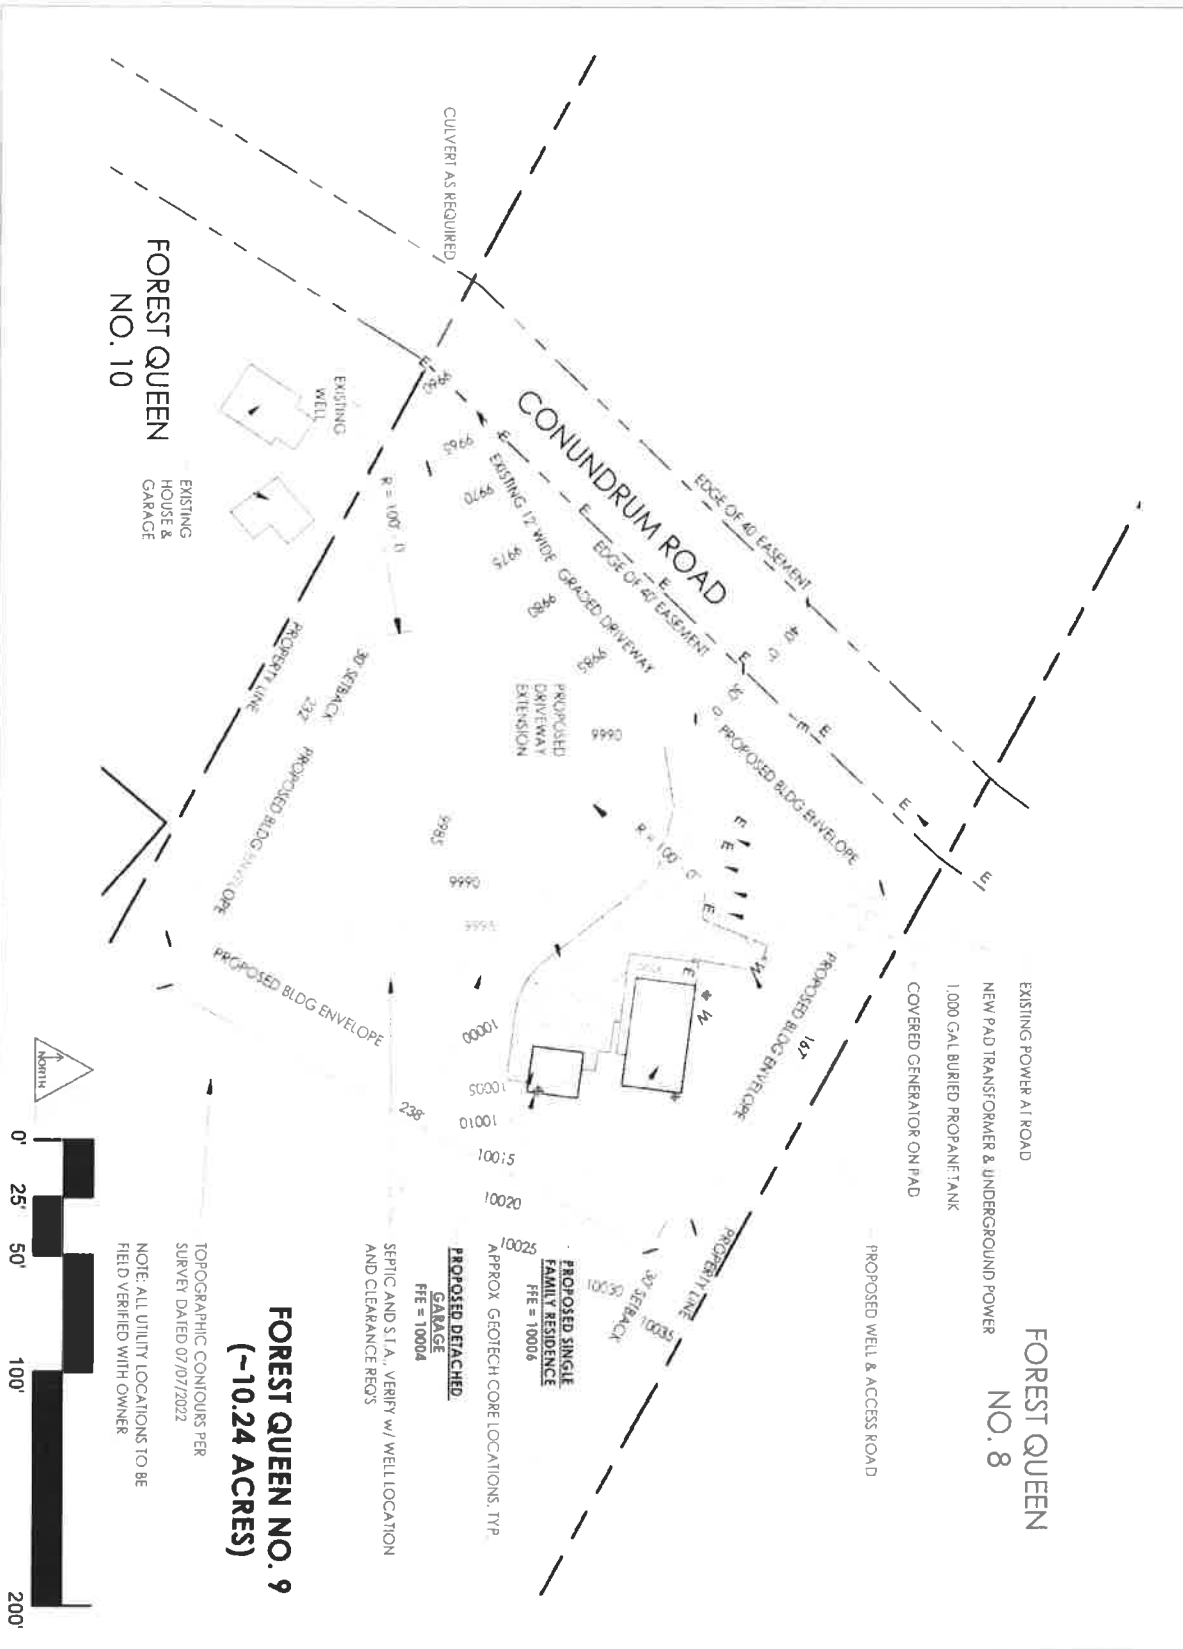 FOREST QUEEN
NO. 8
EXISTING POWER AT ROAD
NEW PAD TRANSFORMER & UNDERGROUND POWER
1,000 GAL BURIED PROPANE TANK
COVERED GENERATOR ON PAD
PROPOSED WELL & ACCESS ROAD
CULVERT AS REQUIRED
CONUNDRUM ROAD
EDGE OF 40' EASEMENT
EDGE OF 40' EASEMENT
EXISTING 12' WIDE GRADED DRIVEWAY
PROPOSED
DRIVEWAY
EXTENSION
PROPOSED BLDG ENVELOPE
PROPOSED BLDG ENVELOPE
167'
PROPERTY LINE
30' SETBACK
R = 100' - 0"
R = 100' - 0"
40' - 0"
E
E
E
E
E
E
E
E
E
E
E
E
E
W
W
9960
9965
9970
9975
9980
9985
9990
9985
9990
9995
10000
10005
10010
10015
10020
10025
10030
10035
EXISTING
WELL
FOREST QUEEN
NO. 10
EXISTING
HOUSE &
GARAGE
30' SETBACK
PROPERTY LINE
232'
PROPOSED BLDG ENVELOPE
PROPOSED BLDG ENVELOPE
238'
PROPOSED SINGLE
FAMILY RESIDENCE
FFE = 10006
APPROX GEOTECH CORE LOCATIONS, TYP.
PROPOSED DETACHED
GARAGE
FFE = 10004
SEPTIC AND S.T.A., VERIFY w/ WELL LOCATION
AND CLEARANCE REQ'S
FOREST QUEEN NO. 9
(~10.24 ACRES)
TOPOGRAPHIC CONTOURS PER
SURVEY DATED 07/07/2022
NOTE: ALL UTILITY LOCATIONS TO BE
FIELD VERIFIED WITH OWNER
NORTH
0' 25' 50' 100' 200'